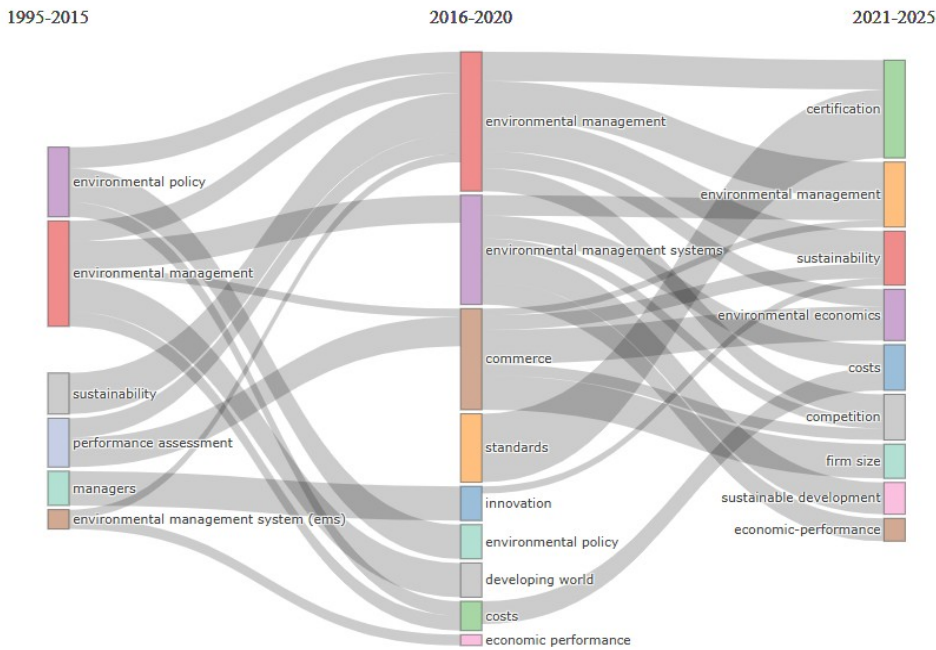 1995-2015
2016-2020
2021-2025
environmental policy
environmental management
sustainability
performance assessment
managers
environmental management system (ems)
environmental management
environmental management systems
commerce
standards
innovation
environmental policy
developing world
costs
economic performance
certification
environmental management
sustainability
environmental economics
costs
competition
firm size
sustainable development
economic-performance